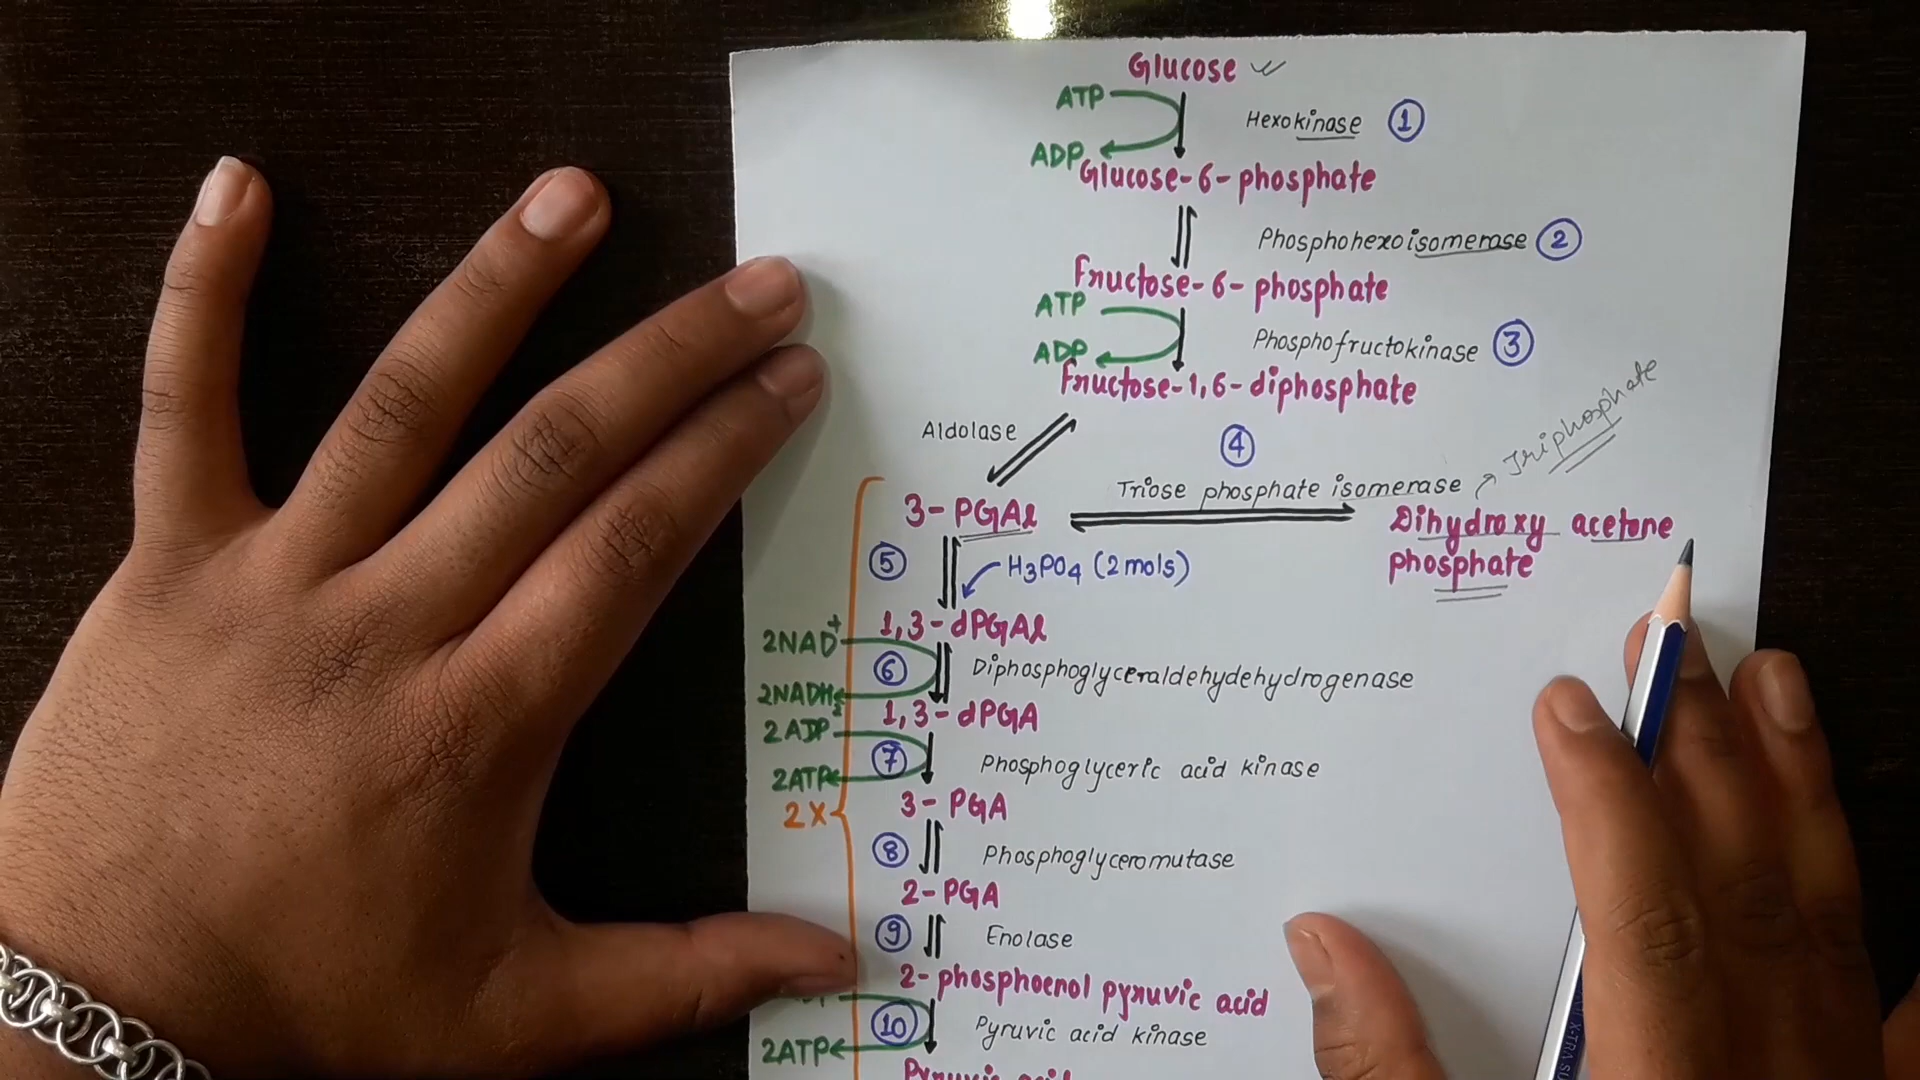 Glucose
ATP
Hexokinase 1
ADP
Glucose-6-phosphate
Phosphohexoisomerase 2
Fructose-6-phosphate
ATP
Phosphofructokinase 3
ADP
Fructose-1,6-diphosphate
Triphosphate
Aldolase
4
Triose phosphate isomerase
3-PGAl
Dihydroxy acetone
phosphate
5
H3PO4 (2mols)
1,3-dPGAl
2NAD+
6 Diphosphoglyceraldehydehydrogenase
2NADH2
1,3-dPGA
2 ADP
7 Phosphoglyceric acid kinase
2ATP
3-PGA
2X
8 Phosphoglyceromutase
2-PGA
9 Enolase
2-phosphoenol pyruvic acid
10 Pyruvic acid kinase
2ATP